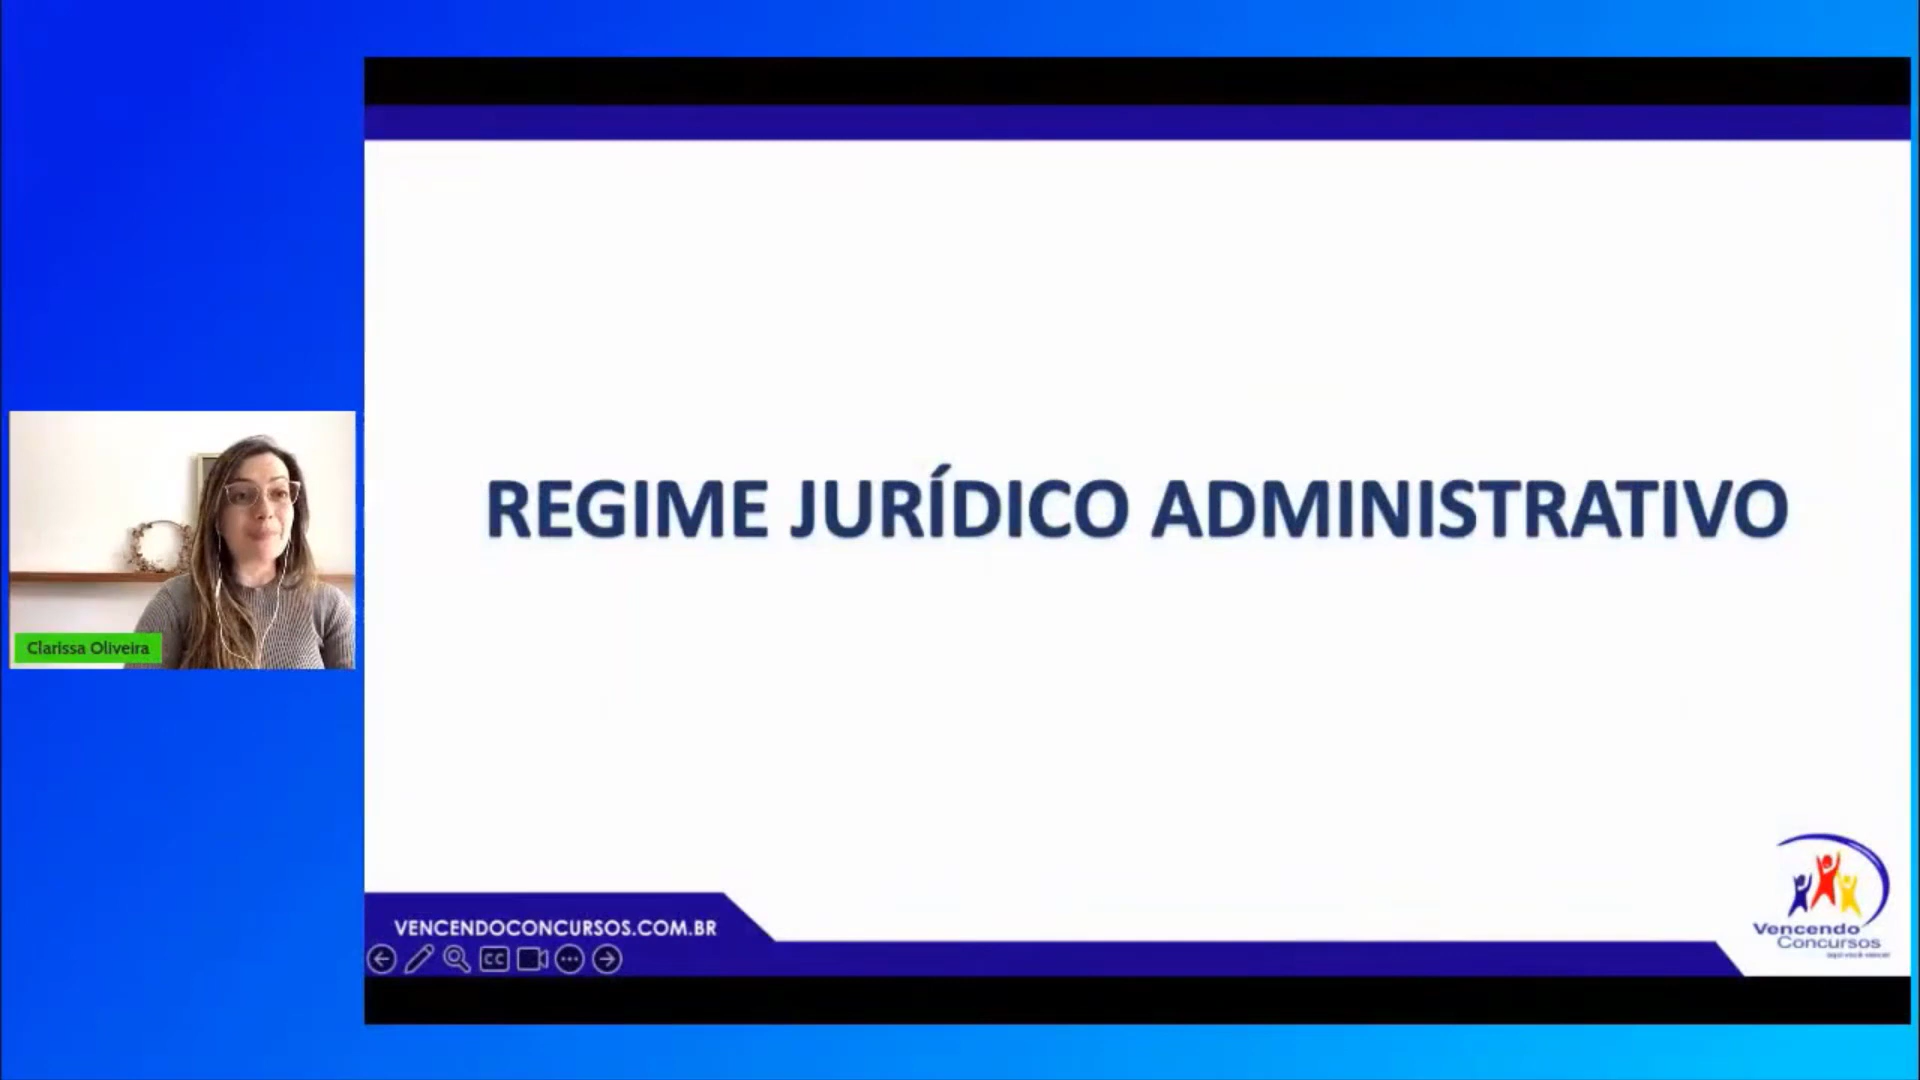 REGIME JURÍDICO ADMINISTRATIVO
Clarissa Oliveira
VENCENDOCONCURSOS.COM.BR
CC
Vencendo
Concursos